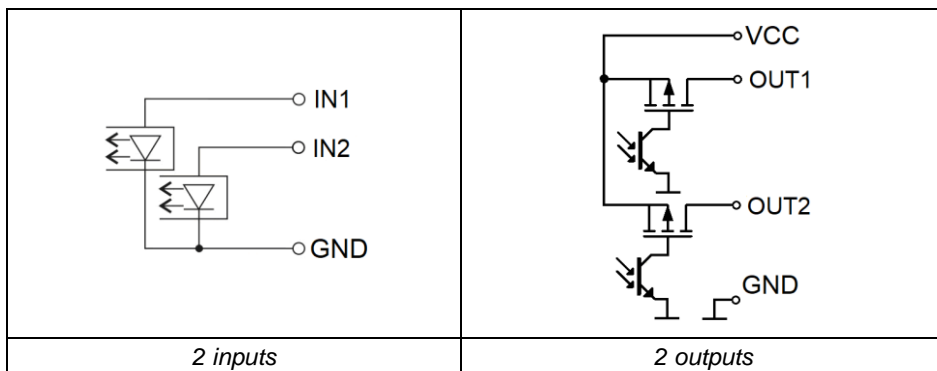 IN1
IN2
GND
VCC
OUT1
OUT2
GND
2 inputs
2 outputs